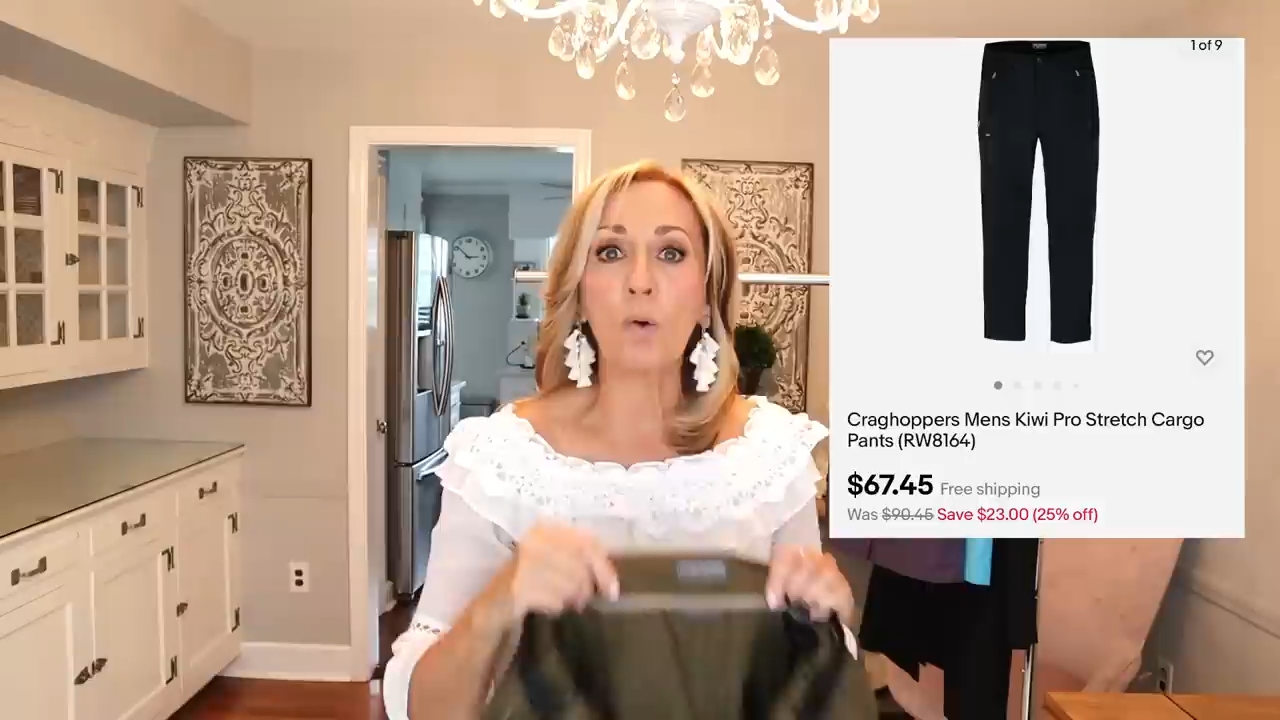 1 of 9
Craghoppers Mens Kiwi Pro Stretch Cargo
Pants (RW8164)
$67.45 Free shipping
Was $90.45 Save $23.00 (25% off)